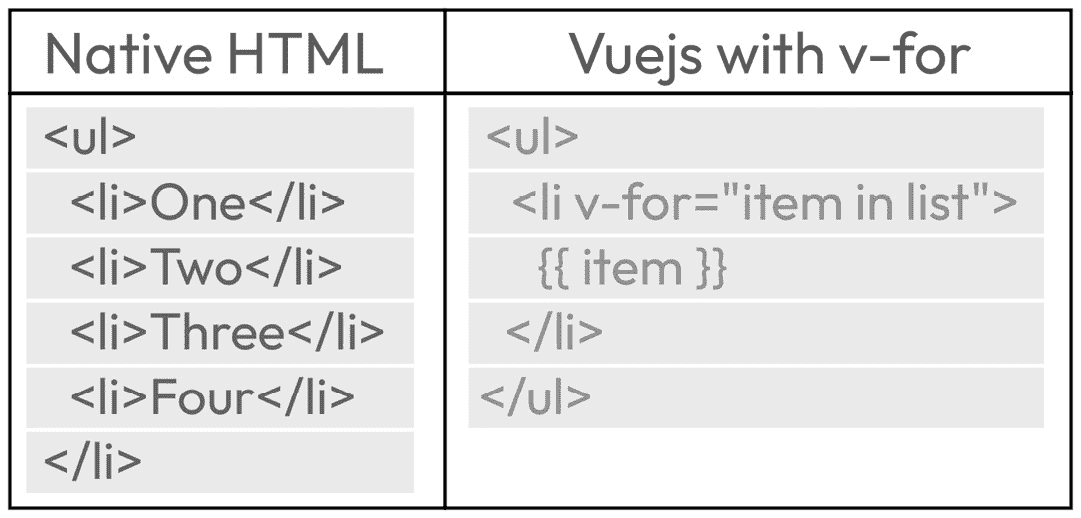 Native HTML
<ul>
<li>One</li>
<li>Two</li>
<li>Three</li>
<li>Four</li>
</li>
Vuejs with v-for
<ul>
<li v-for="item in list">
{{ item }}
</li>
</ul>